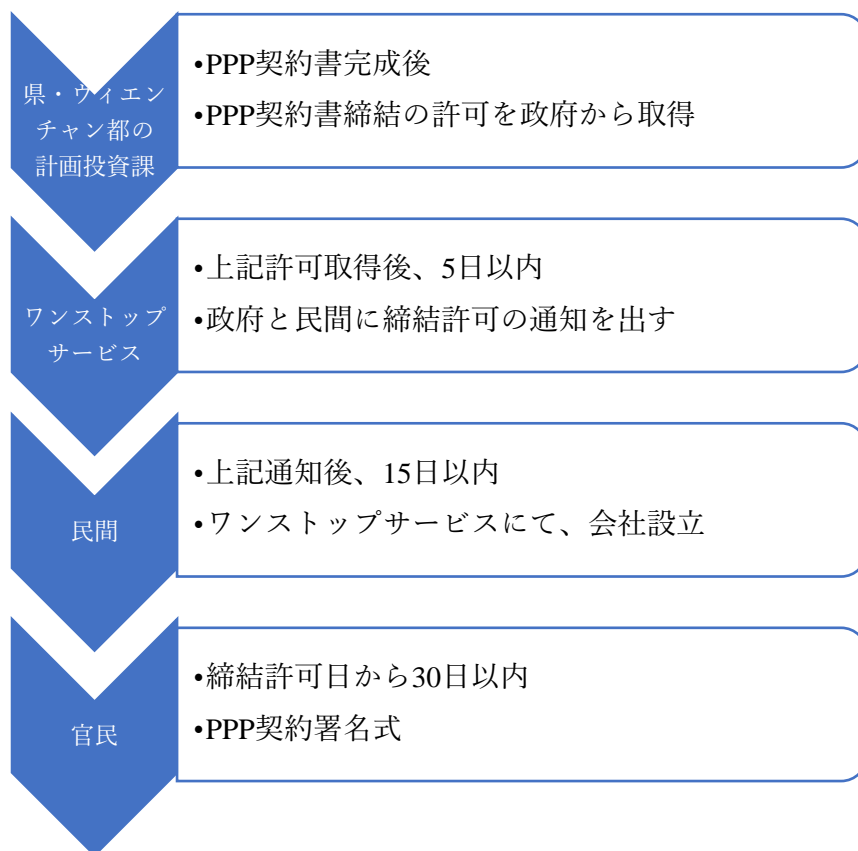 県・ヴィエン
チャン都の
計画投資課
•PPP契約書完成後
•PPP契約書締結の許可を政府から取得
ワンストップ
サービス
•上記許可取得後、5日以内
•政府と民間に締結許可の通知を出す
民間
•上記通知後、15日以内
•ワンストップサービスにて、会社設立
官民
•締結許可日から30日以内
•PPP契約署名式